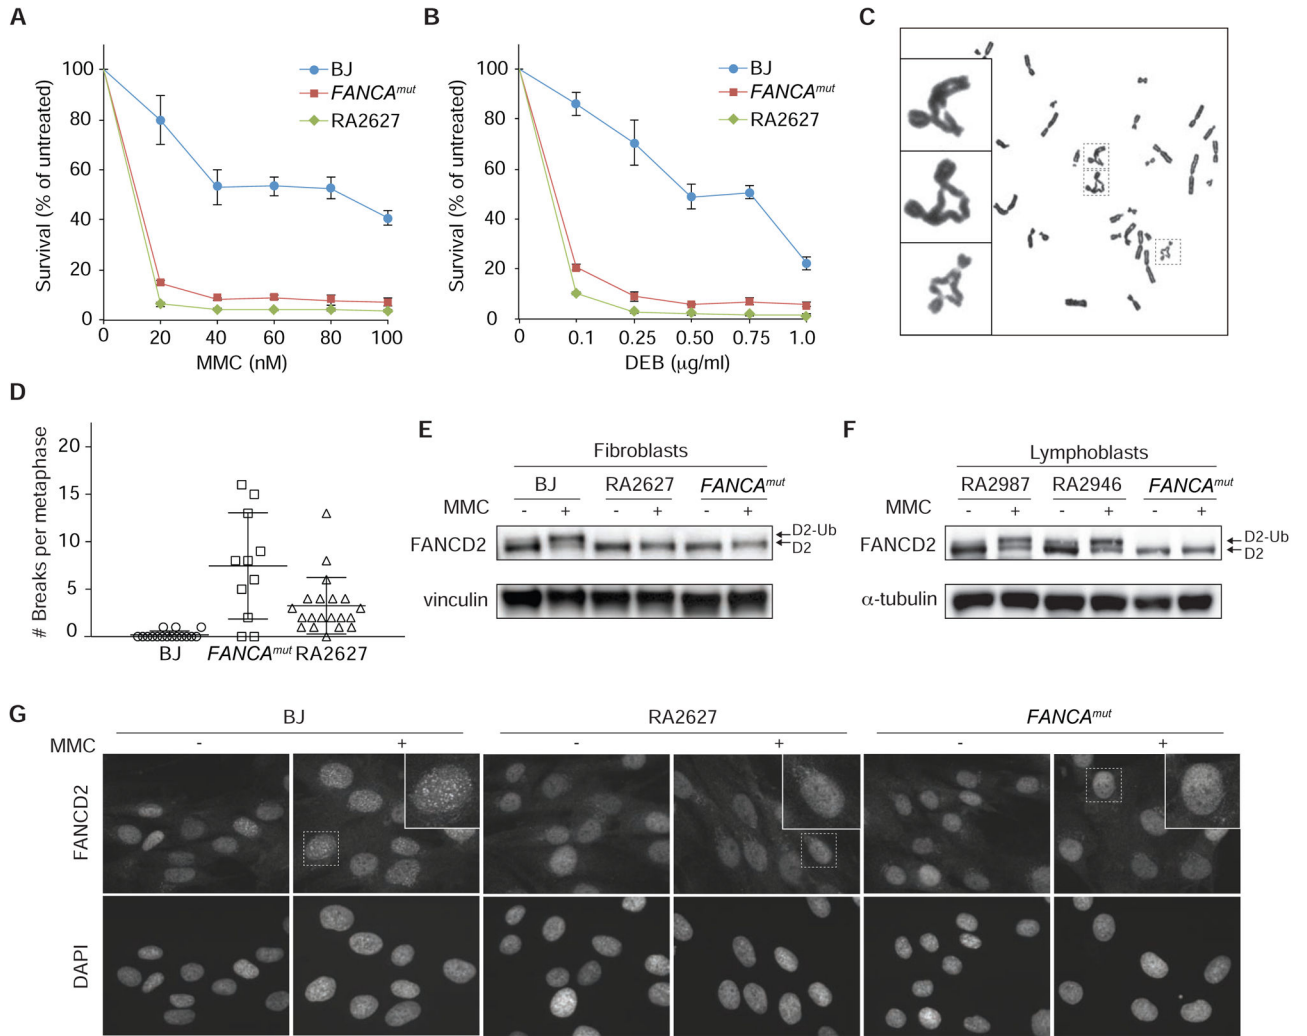 A
Survival (% of untreated)
100
80
60
40
20
0
0 20 40 60 80 100
MMC (nM)
BJ
FANCAmut
RA2627
B
Survival (% of untreated)
100
80
60
40
20
0
0 0.1 0.25 0.50 0.75 1.0
DEB (μg/ml)
BJ
FANCAmut
RA2627
C
D
# Breaks per metaphase
20
15
10
5
0
BJ FANCAmut RA2627
E
Fibroblasts
BJ RA2627 FANCAmut
MMC - + - + - +
FANCD2
D2-Ub
D2
vinculin
F
Lymphoblasts
RA2987 RA2946 FANCAmut
MMC - + - + - +
FANCD2
D2-Ub
D2
α-tubulin
G
BJ RA2627 FANCAmut
MMC - + - + - +
FANCD2
DAPI